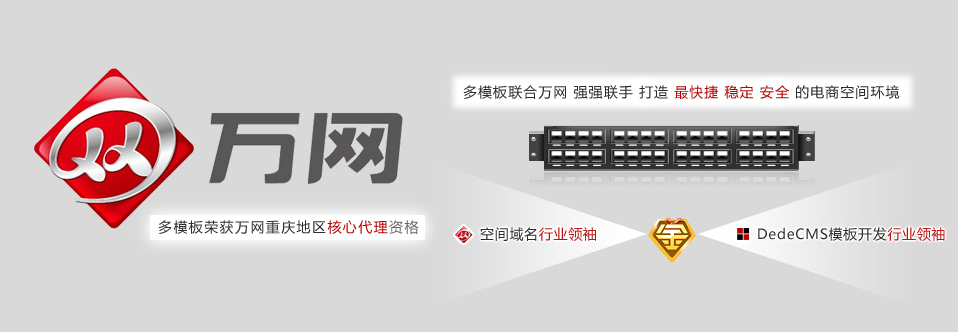 万网
多模板荣获万网重庆地区核心代理资格
多模板联合万网 强强联手 打造 最快捷 稳定 安全 的电商空间环境
空间域名行业领袖
DedeCMS模板开发行业领袖